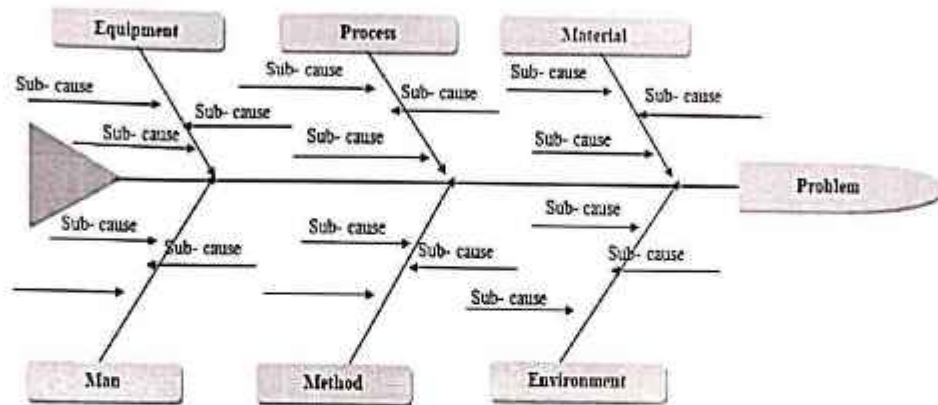 Equipment
Process
Material
Sub- cause
Sub- cause
Sub- cause
Sub- cause
Sub- cause
Sub- cause
Sub- cause
Sub- cause
Sub- cause
Problem
Sub- cause
Sub- cause
Sub- cause
Sub- cause
Sub- cause
Sub- cause
Sub- cause
Man
Method
Environment